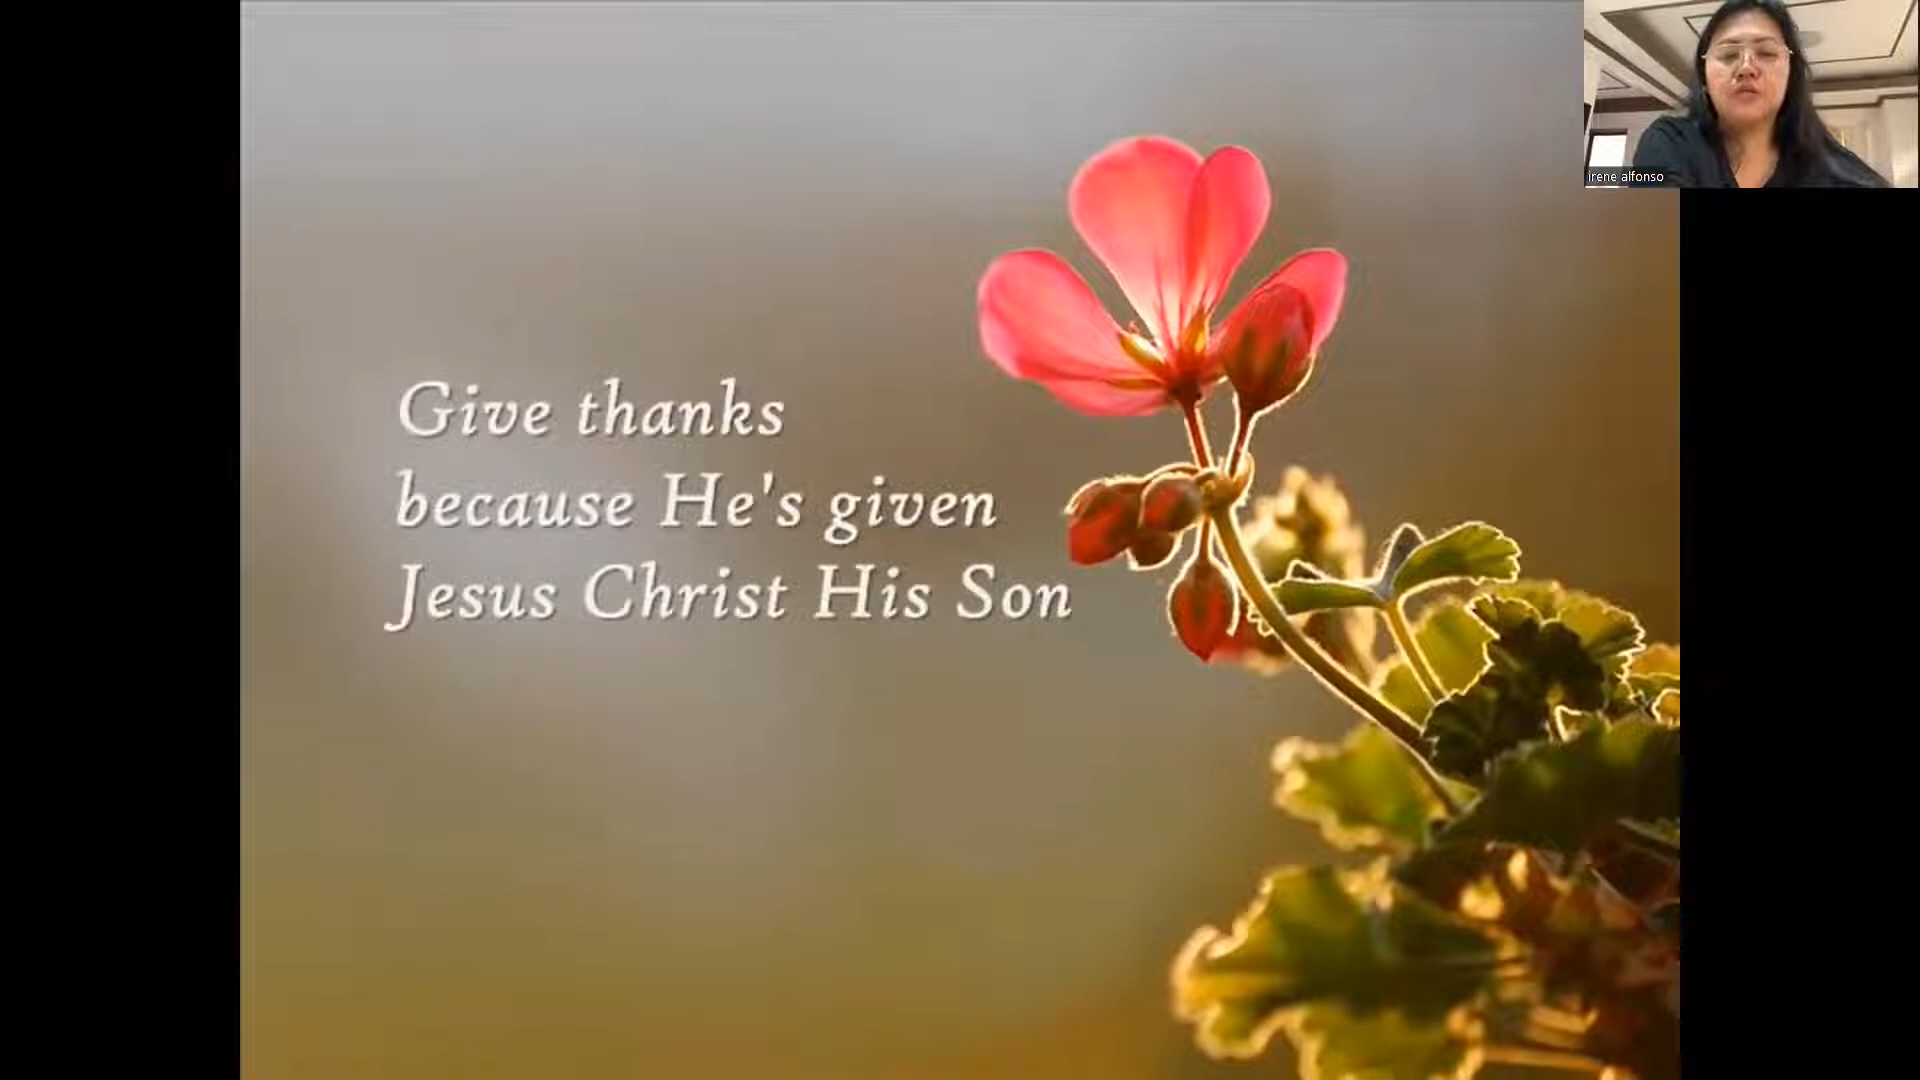 Give thanks
because He's given
Jesus Christ His Son
irene alfonso